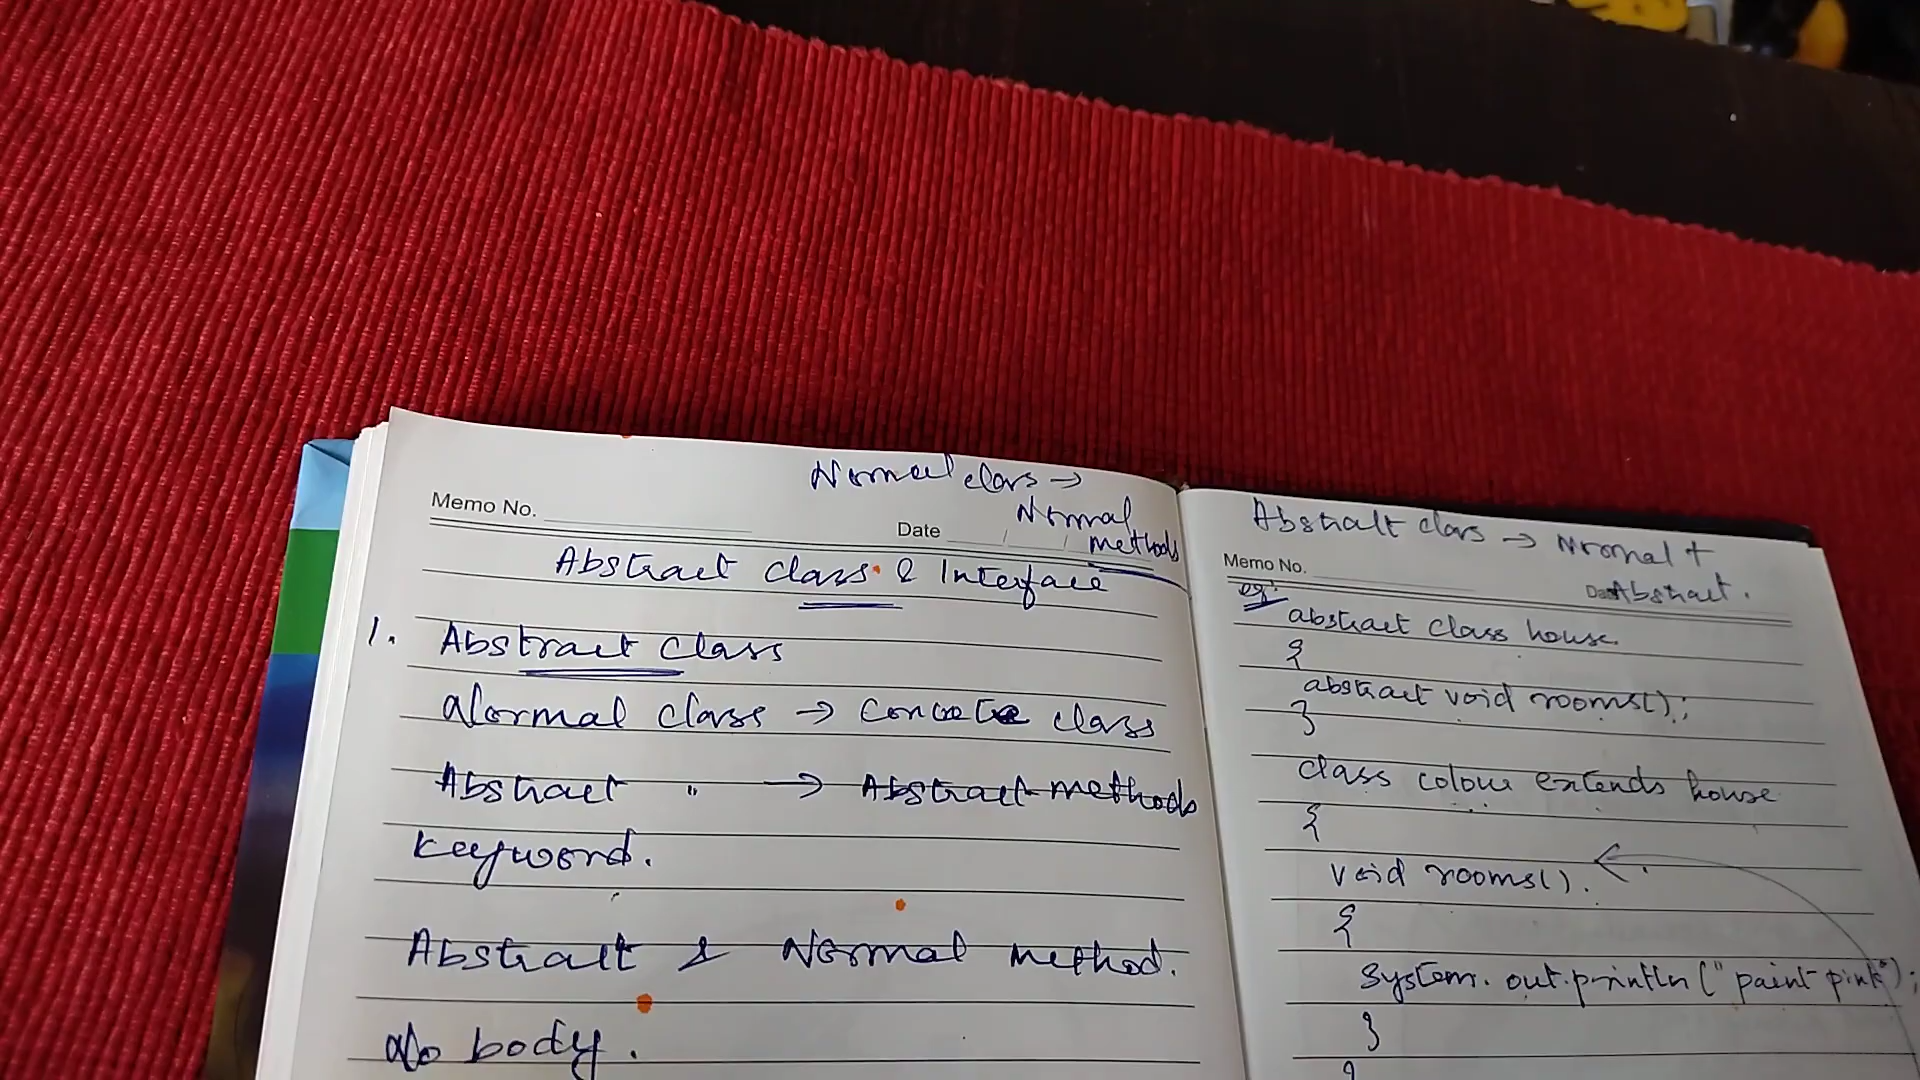 Normal class →
Normal
methods
Memo No.
Date / /
Abstract class & Interface
1. Abstract class
Normal class → Concrete class
Abstract " → Abstract methods
keyword.
Abstract & Normal method.
No body.
Abstract class → Normal +
Abstract.
Memo No.
eg:
abstract class house
{
abstract void rooms();
}
class colour extends house
{
void rooms().
{
System.out.println("paint pink");
}